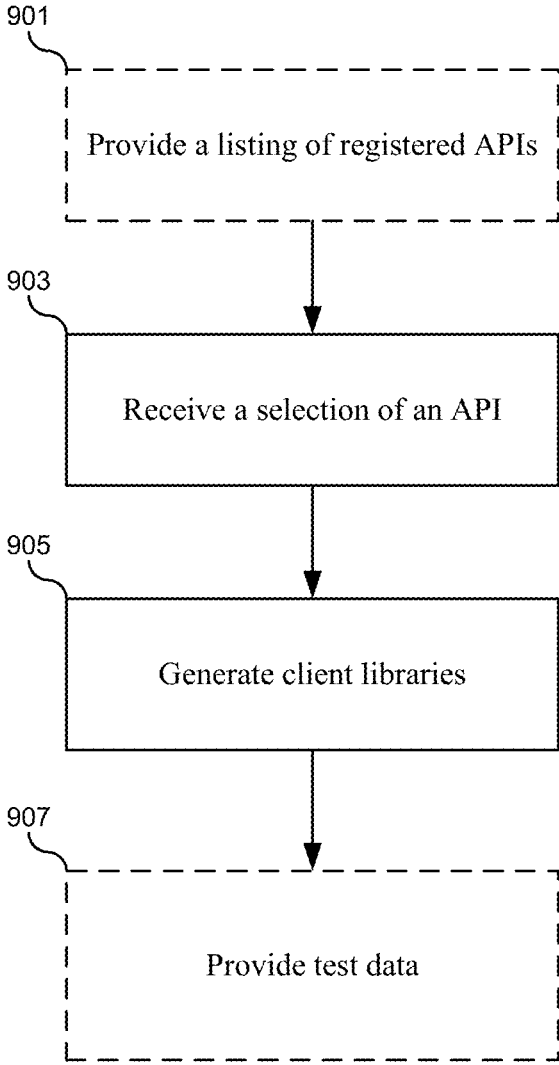 901
Provide a listing of registered APIs
903
Receive a selection of an API
905
Generate client libraries
907
Provide test data